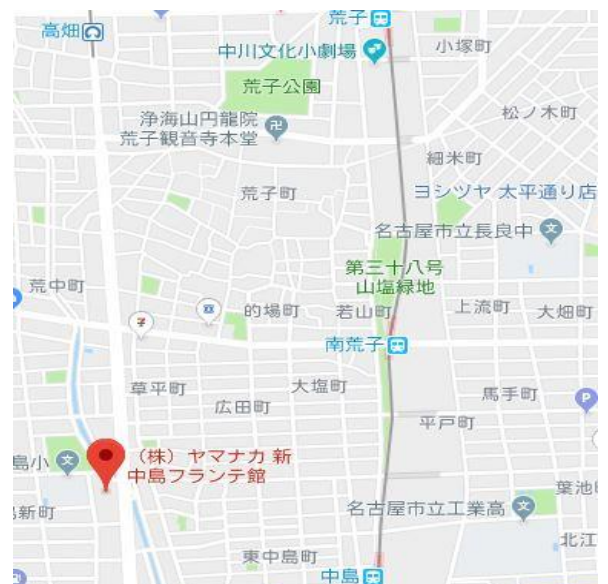 荒子
高畑
小塚町
中川文化小劇場
荒子公園
松ノ木町
浄海山円龍院
荒子観音寺本堂
細米町
荒子町
ヨシツヤ 太平通り店
名古屋市立長良中
第三十八号
山塩緑地
荒中町
的場町
若山町
上流町
大畑町
南荒子
草平町
大塩町
馬手町
広田町
平戸町
P
(株)ヤマナカ 新
中島フランテ館
島小
葉池町
新町
名古屋市立工業高
北江
東中島町
中島